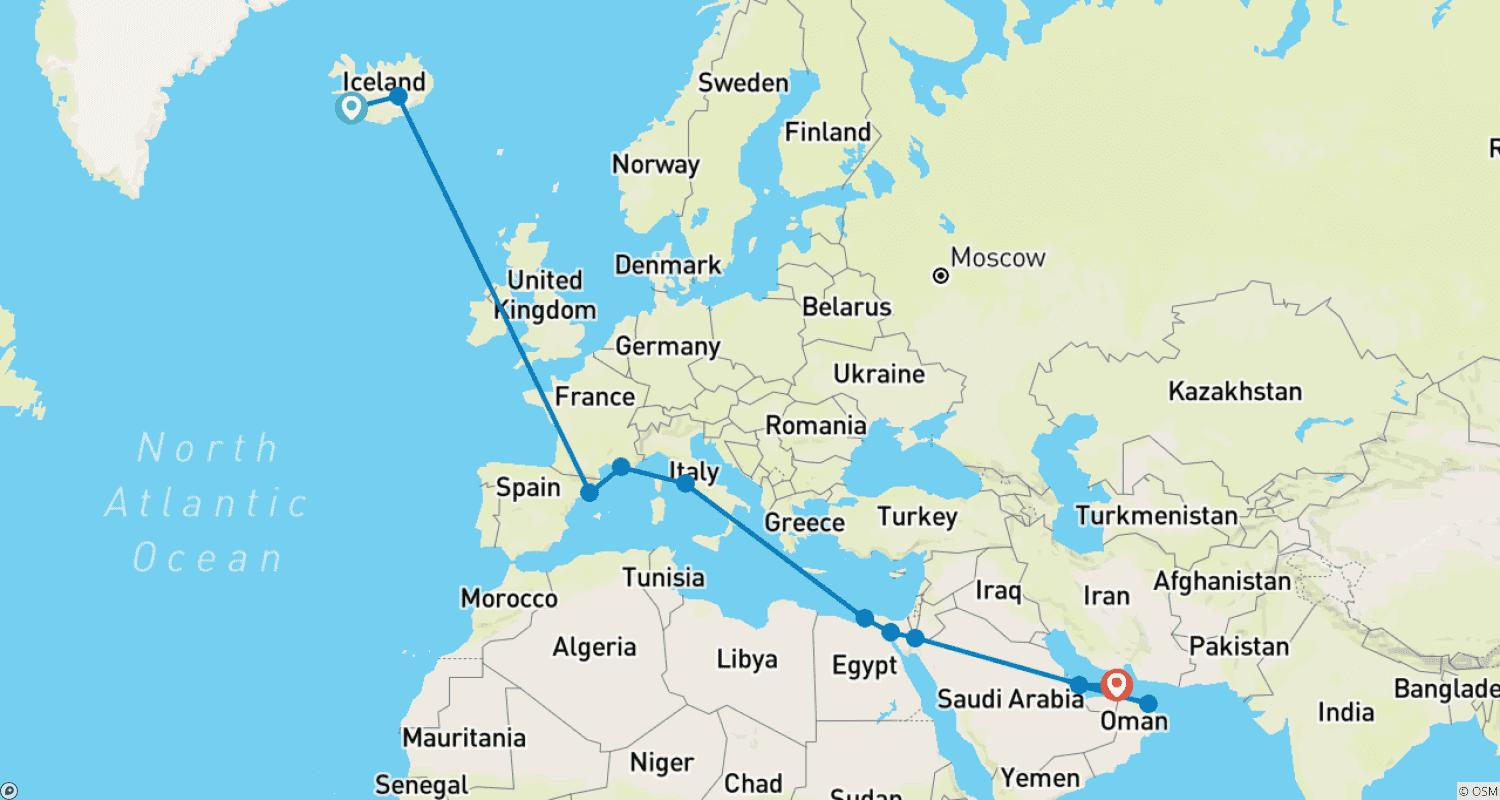 Iceland
Sweden
Finland
Norway
R
Denmark
Moscow
United
Kingdom
Belarus
Germany
Ukraine
France
Kazakhstan
Romania
North
Atlantic
Ocean
Italy
Spain
Greece
Turkey
Turkmenistan
Tunisia
Morocco
Iraq
Iran
Afghanistan
Algeria
Libya
Egypt
Pakistan
Saudi Arabia
Banglade
India
Oman
Mauritania
Niger
Chad
Yemen
Senegal
Sudan
© OSM